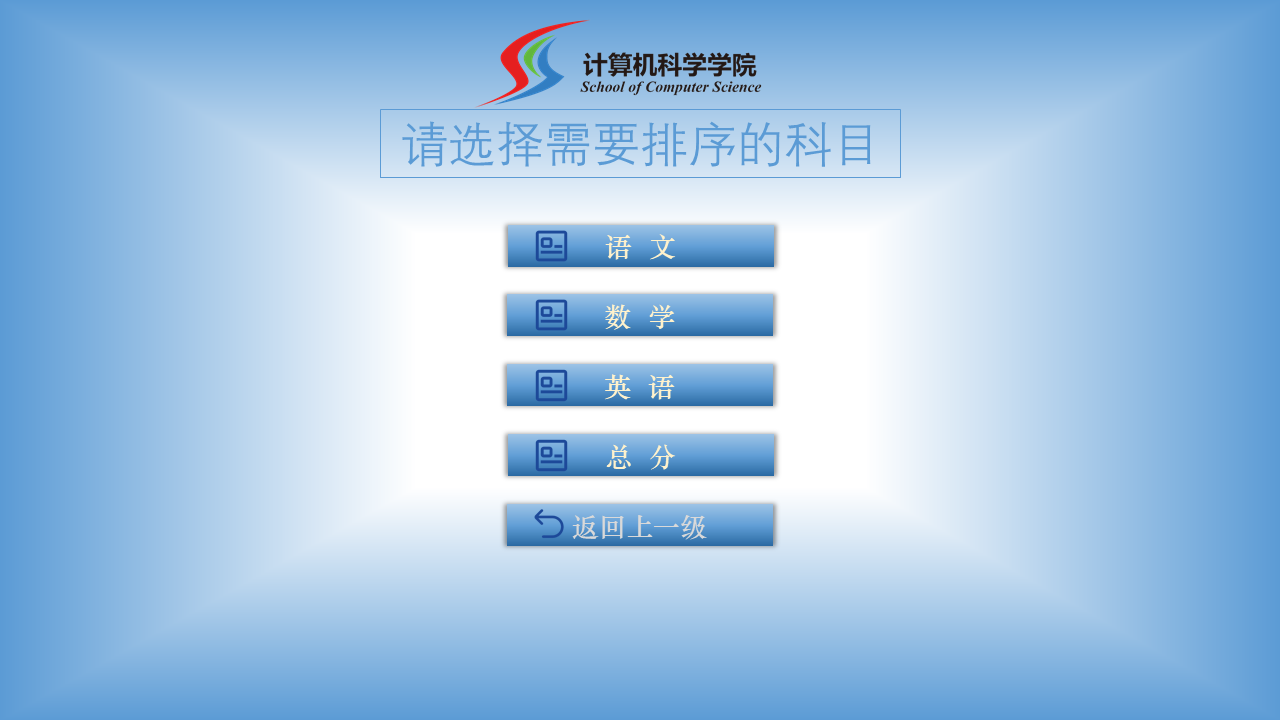 计算机科学学院
School of Computer Science
请选择需要排序的科目
语 文
数 学
英 语
总 分
返回上一级